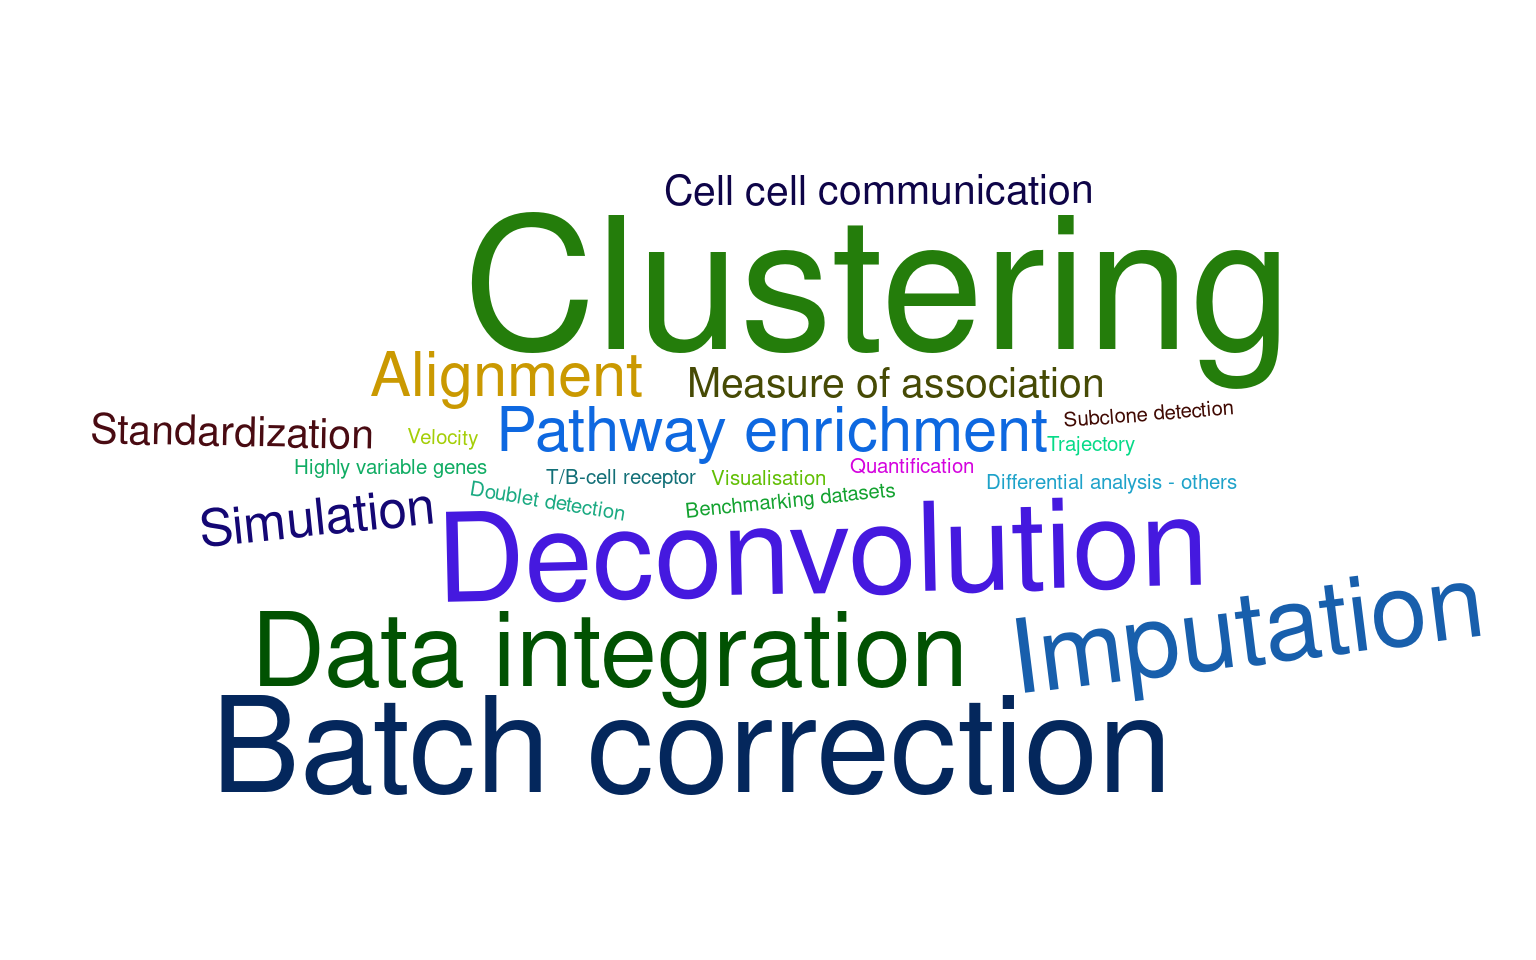 Cell cell communication
Clustering
Alignment
Measure of association
Standardization
Velocity
Pathway enrichment
Subclone detection
Trajectory
Highly variable genes
T/B-cell receptor
Visualisation
Quantification
Differential analysis - others
Doublet detection
Benchmarking datasets
Simulation
Deconvolution
Data integration
Imputation
Batch correction